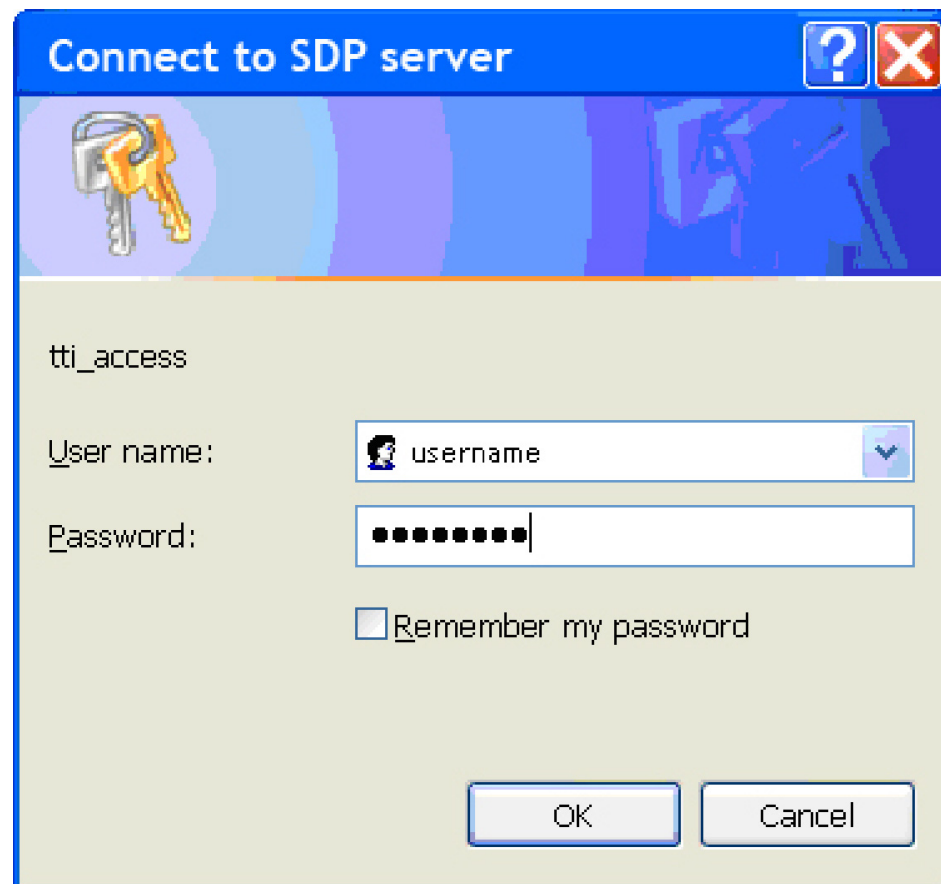 Connect to SDP server
tti_access
User name: username
Password: ●●●●●●●●
Remember my password
OK Cancel